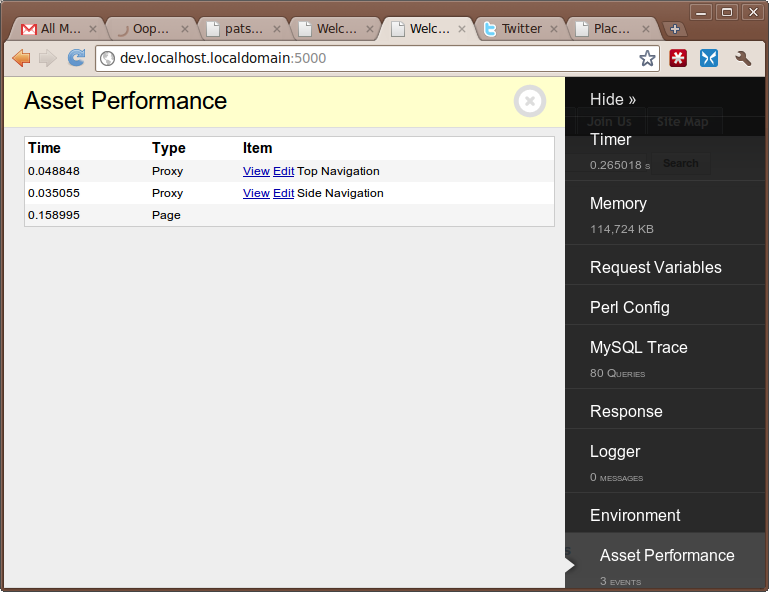 All M... Oop... pats... Welc... Welc... Twitter Plac...
dev.localhost.localdomain:5000
Asset Performance
Time Type Item
0.048848 Proxy View Edit Top Navigation
0.035055 Proxy View Edit Side Navigation
0.158995 Page
Hide »
Join Us Site Map
Timer
0.265018 s
Search
Memory
114,724 KB
Request Variables
Perl Config
MySQL Trace
80 Queries
Response
Logger
0 messages
Environment
Asset Performance
3 events